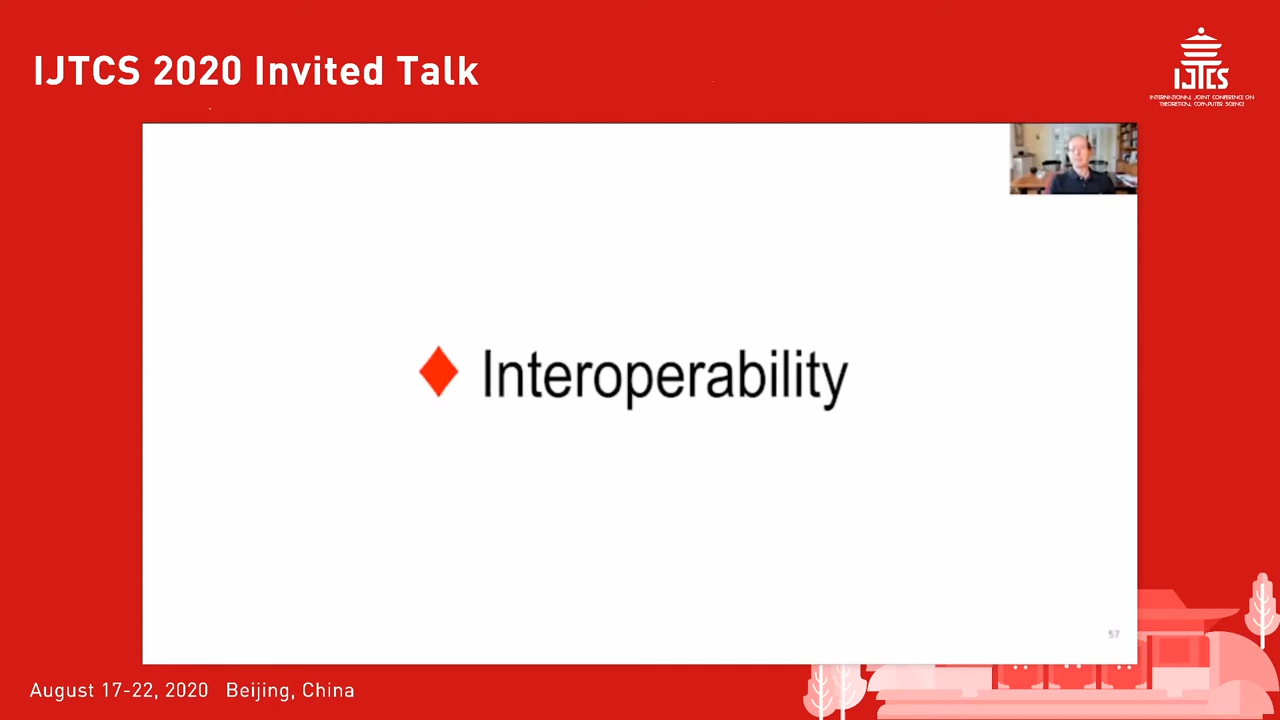 IJTCS 2020 Invited Talk
IJTCS
INTERNATIONAL JOINT CONFERENCE ON
THEORETICAL COMPUTER SCIENCE
Interoperability
57
August 17-22, 2020 Beijing, China